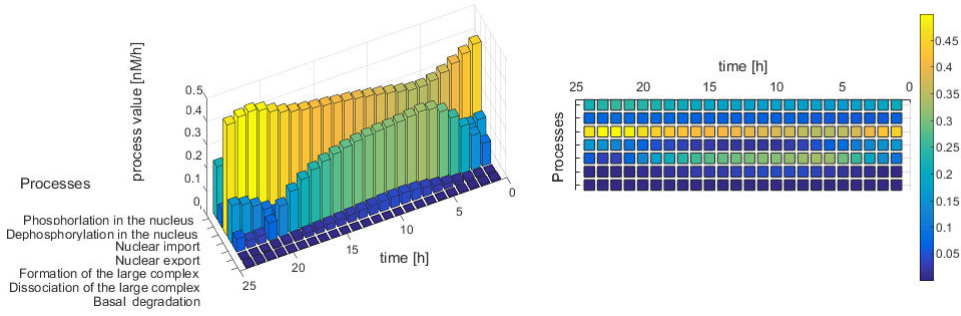 process value [nM/h]
0.5
0.4
0.3
0.2
0.1
0
Processes
Phosphorlation in the nucleus
Dephosphorylation in the nucleus
Nuclear import
Nuclear export
Formation of the large complex
Dissociation of the large complex
Basal degradation
25
20
15
10
5
0
time [h]
time [h]
25 20 15 10 5 0
Processes
0.45
0.4
0.35
0.3
0.25
0.2
0.15
0.1
0.05